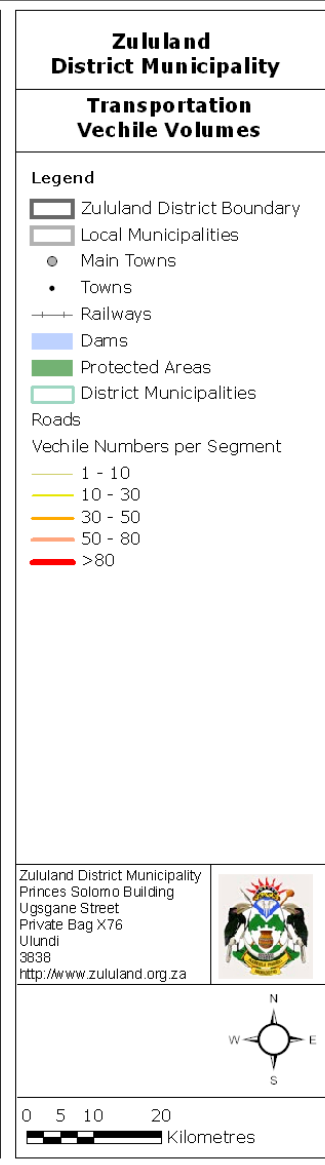 Zululand
District Municipality
Transportation
Vechile Volumes
Legend
Zululand District Boundary
Local Municipalities
Main Towns
Towns
Railways
Dams
Protected Areas
District Municipalities
Roads
Vechile Numbers per Segment
1 - 10
10 - 30
30 - 50
50 - 80
>80
Zululand District Municipality
Princes Solomo Building
Ugsgane Street
Private Bag X76
Ulundi
3838
http://www.zululand.org.za
N
W E
S
0 5 10 20
Kilometres